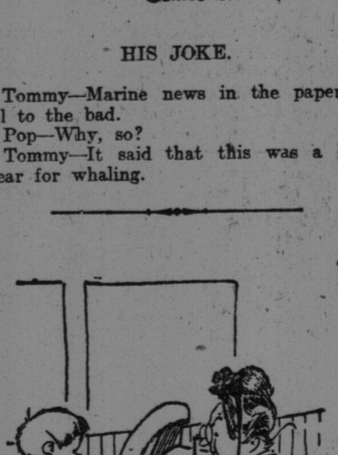 HIS JOKE.
Tommy—Marine news in the paper
l to the bad.
Pop—Why, so?
Tommy—It said that this was a
ear for whaling.